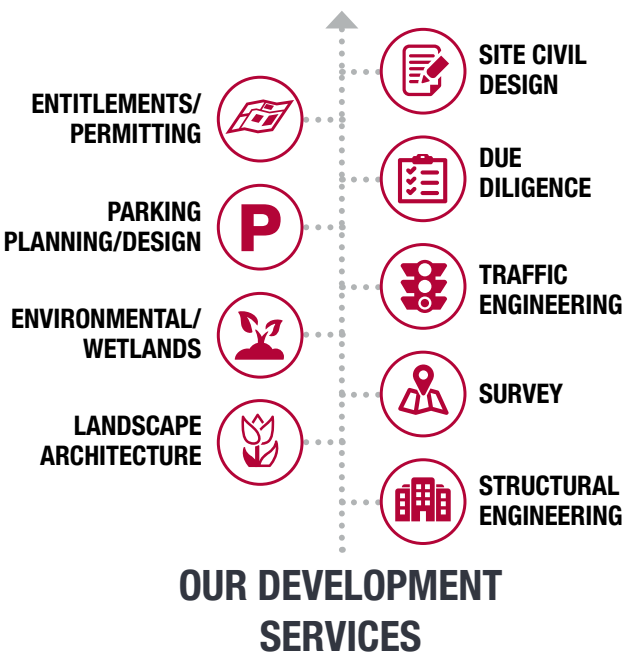 SITE CIVIL
DESIGN
ENTITLEMENTS/
PERMITTING
DUE
DILIGENCE
PARKING
PLANNING/DESIGN
P
TRAFFIC
ENGINEERING
ENVIRONMENTAL/
WETLANDS
SURVEY
LANDSCAPE
ARCHITECTURE
STRUCTURAL
ENGINEERING
OUR DEVELOPMENT
SERVICES